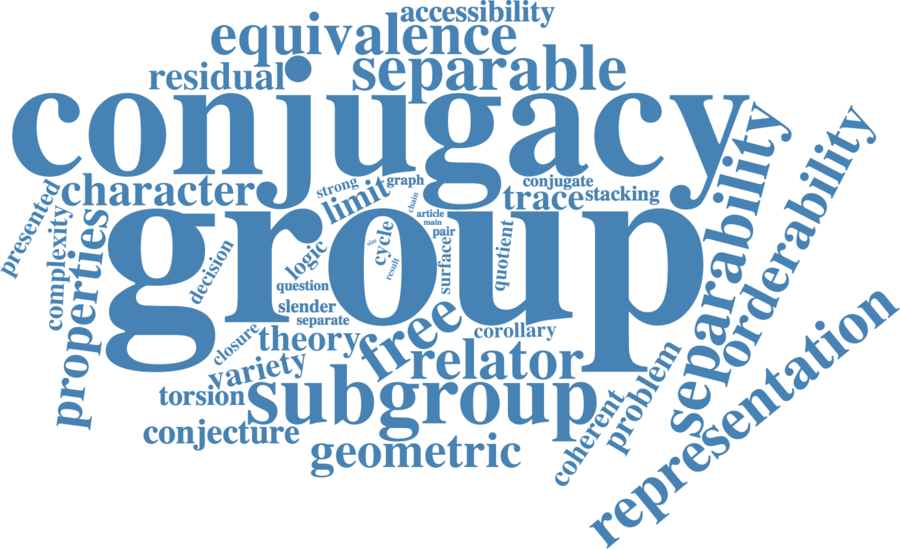 accessibility
equivalence
residual
separable
conjugacy
character
strong
graph
limit
chain
conjugate
trace
stacking
presented
complexity
properties
group
article
main
pair
size
cycle
result
surface
quotient
logic
decision
question
slender
separate
separability
orderability
closure
theory
free
corollary
variety
relator
torsion
subgroup
problem
coherent
conjecture
geometric
representation